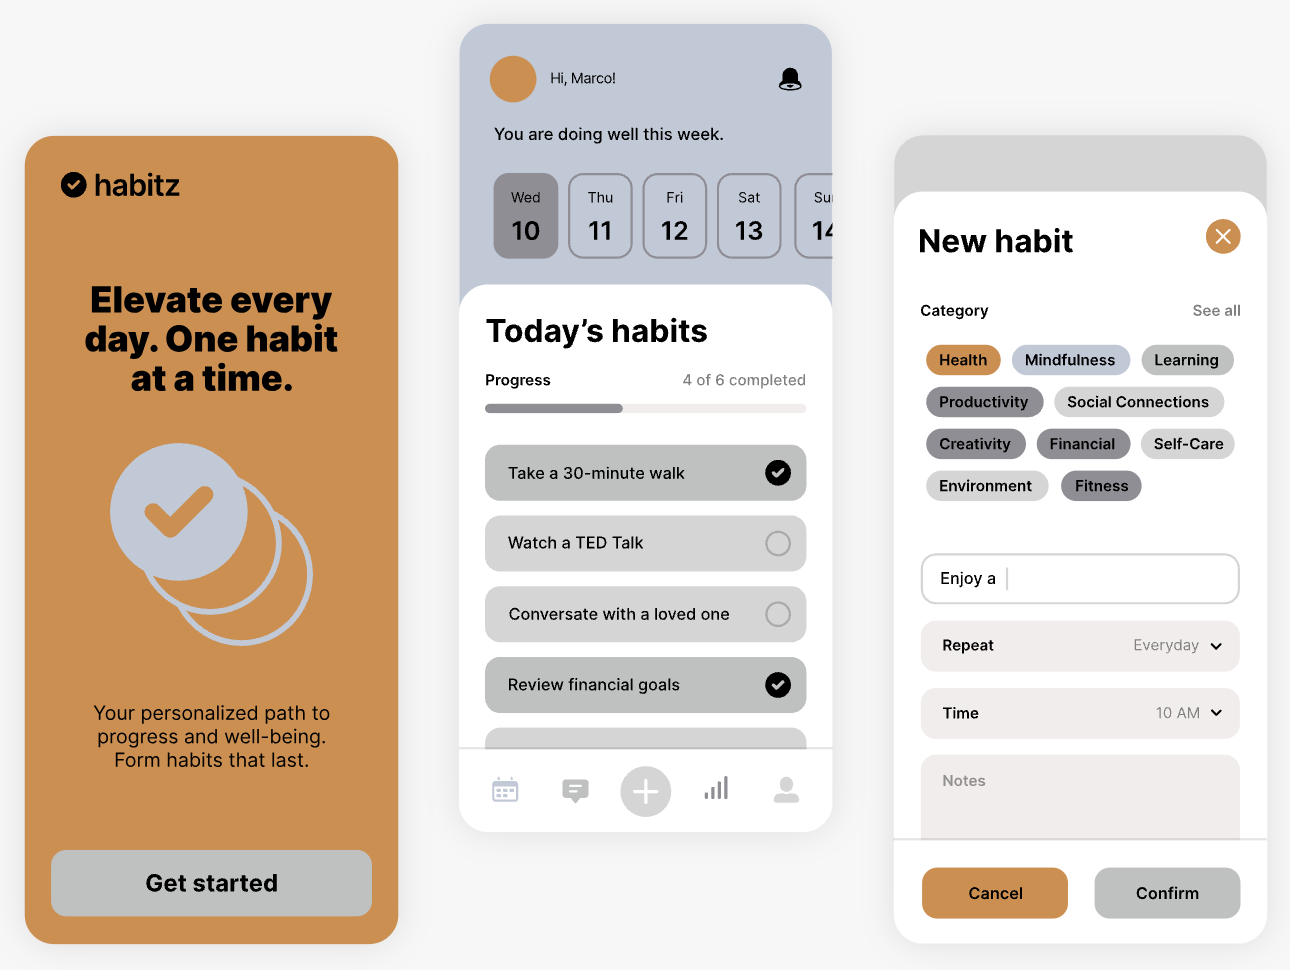 habitz
Elevate every
day. One habit
at a time.
Your personalized path to
progress and well-being.
Form habits that last.
Get started
Hi, Marco!
You are doing well this week.
Wed Thu Fri Sat
10 11 12 13 14
Today’s habits
Progress 4 of 6 completed
Take a 30-minute walk
Watch a TED Talk
Conversate with a loved one
Review financial goals
New habit
Category See all
Health Mindfulness Learning
Productivity Social Connections
Creativity Financial Self-Care
Environment Fitness
Enjoy a
Repeat Everyday
Time 10 AM
Notes
Cancel Confirm